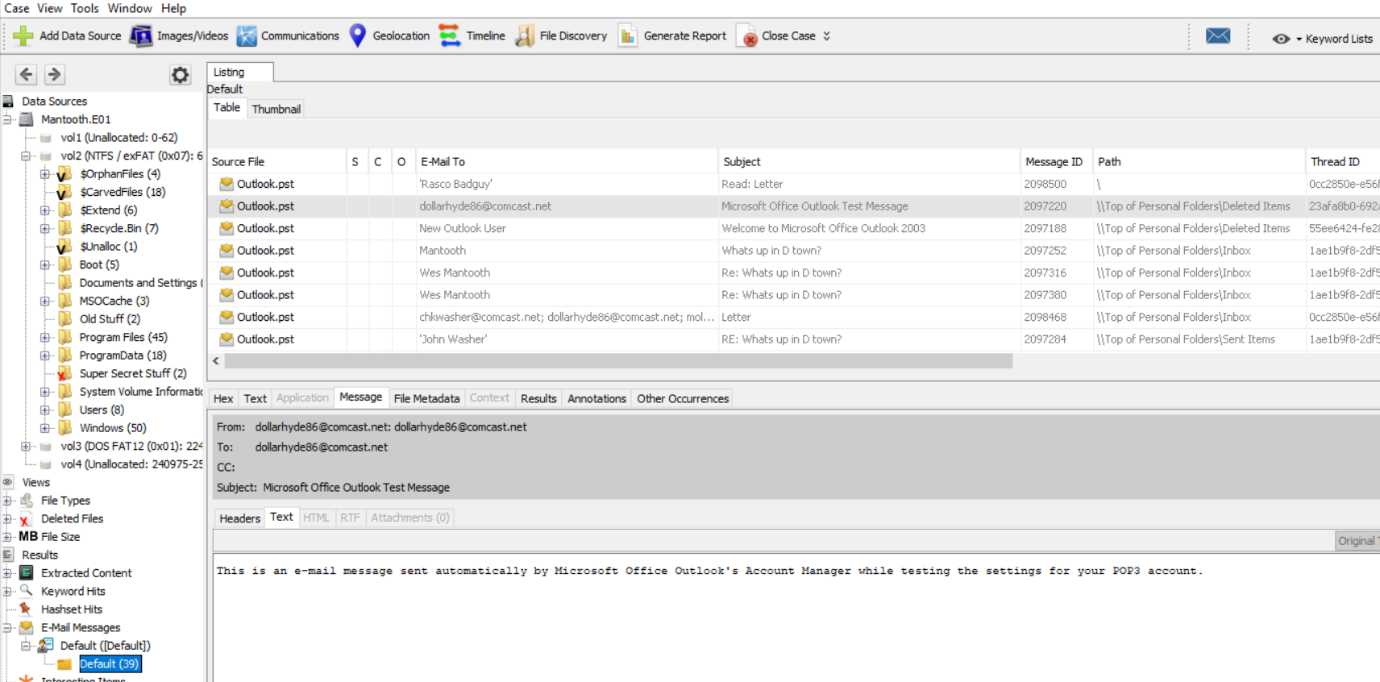 Case View Tools Window Help
Add Data Source Images/Videos Communications Geolocation Timeline File Discovery Generate Report Close Case Keyword Lists
Listing
Default
Table Thumbnail
Data Sources
Mantooth.E01
vol1 (Unallocated: 0-62)
vol2 (NTFS / exFAT (0x07): 6
$OrphanFiles (4)
$CarvedFiles (18)
$Extend (6)
$Recycle.Bin (7)
$Unalloc (1)
Boot (5)
Documents and Settings (
MSOCache (3)
Old Stuff (2)
Program Files (45)
ProgramData (18)
Super Secret Stuff (2)
System Volume Informatio
Users (8)
Windows (50)
vol3 (DOS FAT12 (0x01): 224
vol4 (Unallocated: 240975-25
Views
File Types
Deleted Files
MB File Size
Results
Extracted Content
Keyword Hits
Hashset Hits
E-Mail Messages
Default ([Default])
Default (39)
Interesting Items
Source File S C O E-Mail To Subject Message ID Path Thread ID
Outlook.pst 'Rasco Badguy' Read: Letter 2098500 \ 0cc2850e-e56f
Outlook.pst dollarhyde86@comcast.net Microsoft Office Outlook Test Message 2097220 \\Top of Personal Folders\Deleted Items 23afa8b0-692a
Outlook.pst New Outlook User Welcome to Microsoft Office Outlook 2003 2097188 \\Top of Personal Folders\Deleted Items 55ee6424-fe28
Outlook.pst Mantooth Whats up in D town? 2097252 \\Top of Personal Folders\Inbox 1ae1b9f8-2df5
Outlook.pst Wes Mantooth Re: Whats up in D town? 2097316 \\Top of Personal Folders\Inbox 1ae1b9f8-2df5
Outlook.pst Wes Mantooth Re: Whats up in D town? 2097380 \\Top of Personal Folders\Inbox 1ae1b9f8-2df5
Outlook.pst chkwasher@comcast.net; dollarhyde86@comcast.net; mol... Letter 2098468 \\Top of Personal Folders\Inbox 0cc2850e-e56f
Outlook.pst 'John Washer' RE: Whats up in D town? 2097284 \\Top of Personal Folders\Sent Items 1ae1b9f8-2df5
Hex Text Application Message File Metadata Context Results Annotations Other Occurrences
From: dollarhyde86@comcast.net: dollarhyde86@comcast.net
To: dollarhyde86@comcast.net
CC:
Subject: Microsoft Office Outlook Test Message
Headers Text HTML RTF Attachments (0)
Original
This is an e-mail message sent automatically by Microsoft Office Outlook's Account Manager while testing the settings for your POP3 account.